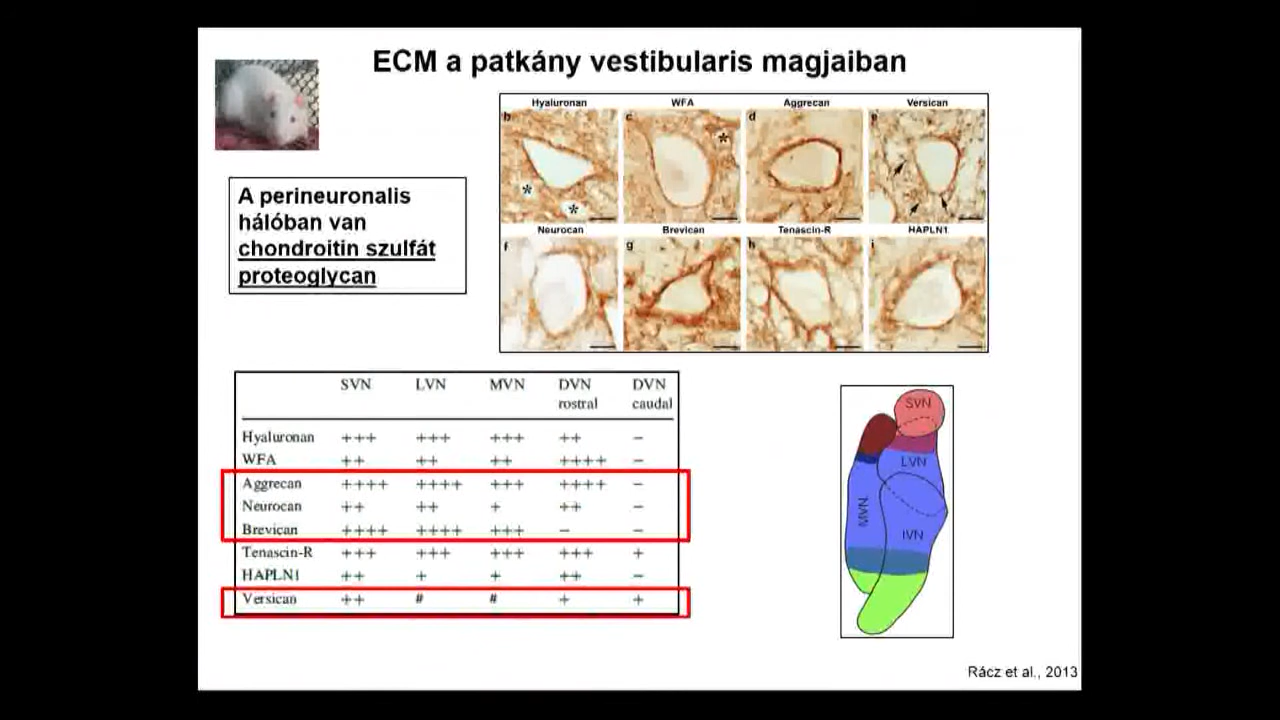 ECM a patkány vestibularis magjaiban
Hyaluronan WFA Aggrecan Versican
b c d e
* * * 
Neurocan Brevican Tenascin-R HAPLN1
f g h i
A perineuronalis
hálóban van
chondroitin szulfát
proteoglycan
SVN LVN MVN DVN DVN
rostral caudal
Hyaluronan +++ +++ +++ ++ –
WFA ++ ++ ++ ++++ –
Aggrecan ++++ ++++ +++ ++++ –
Neurocan ++ ++ + ++ –
Brevican ++++ ++++ +++ – –
Tenascin-R +++ +++ +++ +++ +
HAPLN1 ++ + + ++ –
Versican ++ # # + +
SVN
LVN
MVN
IVN
Rácz et al., 2013